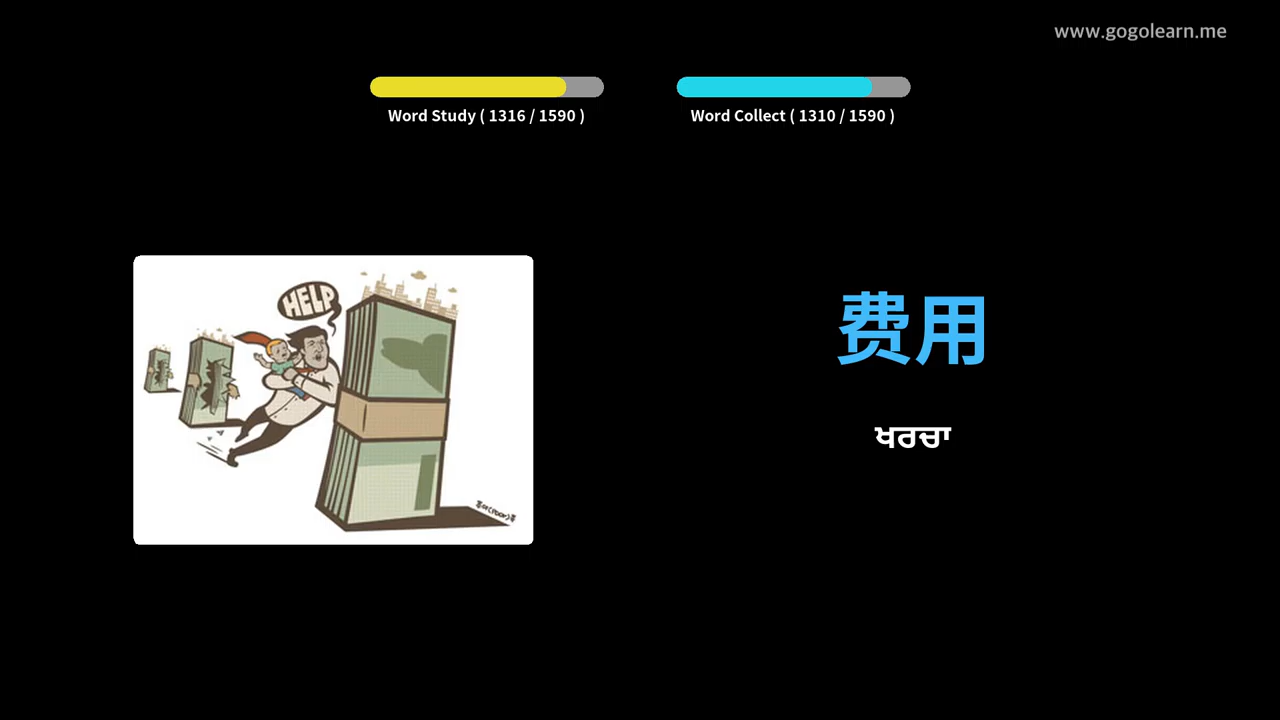 www.gogolearn.me
Word Study ( 1316 / 1590 )
Word Collect ( 1310 / 1590 )
HELP
费用
ਖਰਚਾ